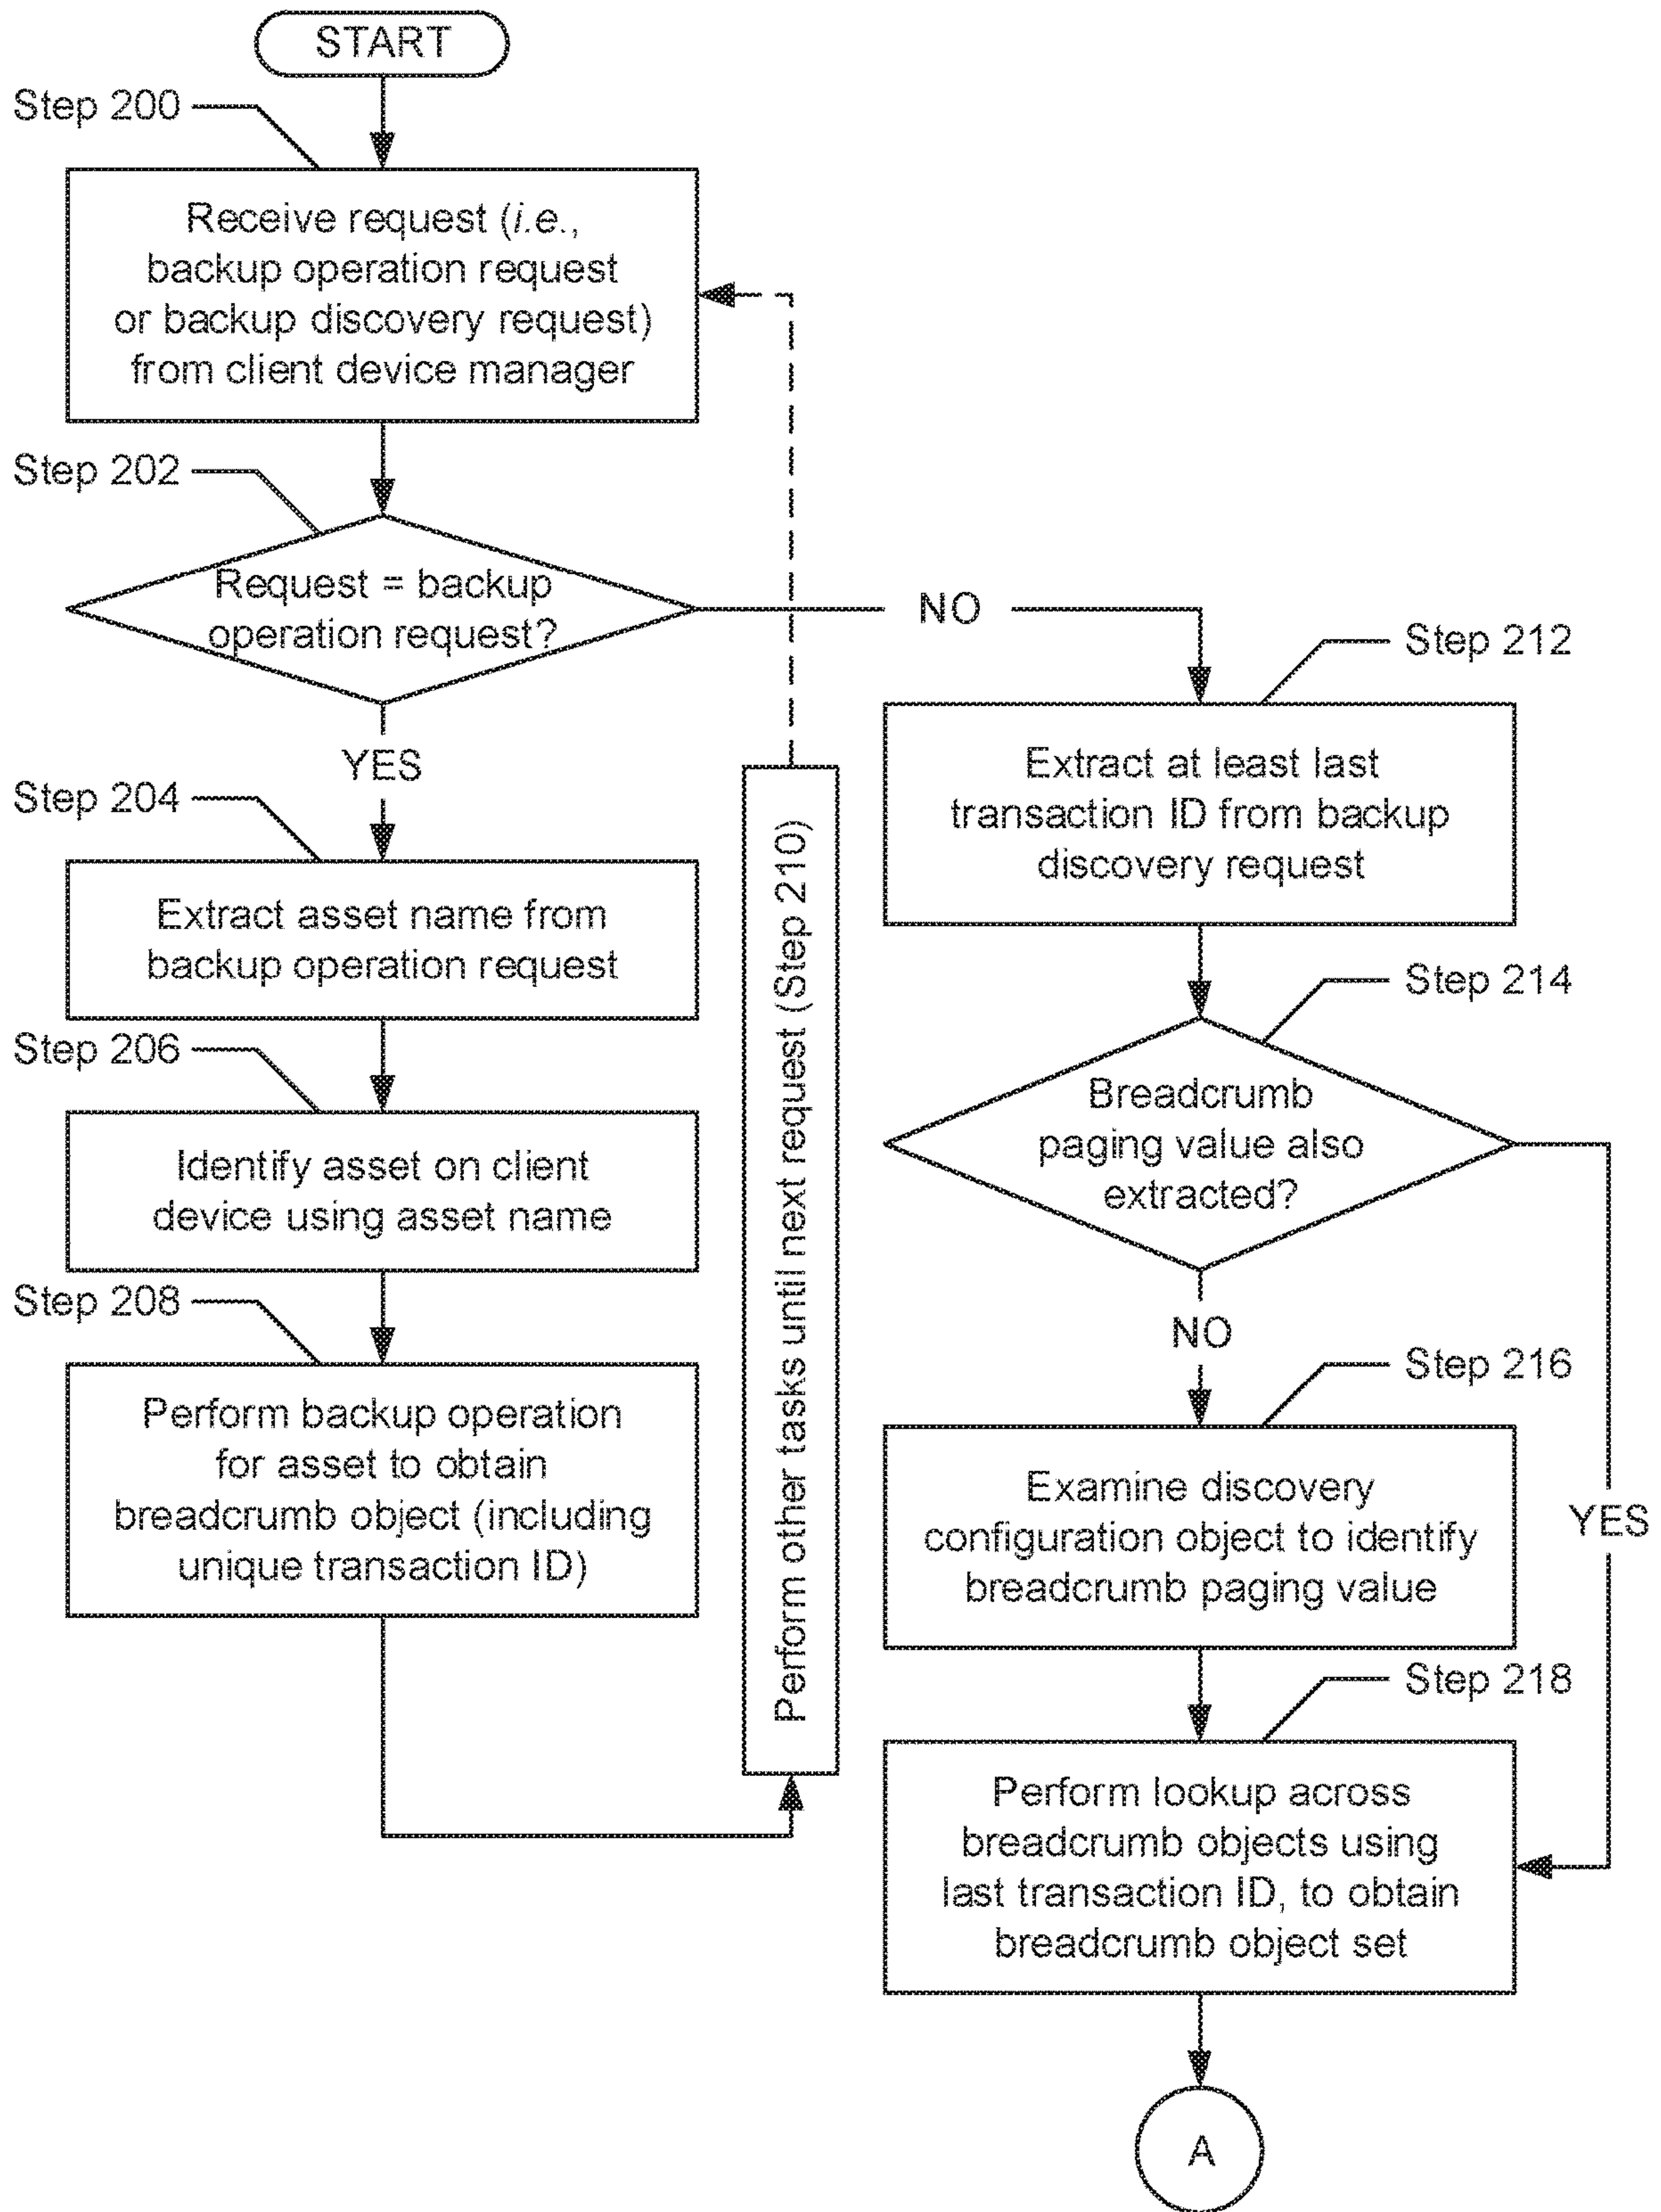 START
Step 200
Receive request (i.e.,
backup operation request
or backup discovery request)
from client device manager
Step 202
Request = backup
operation request?
YES
NO
Step 204
Extract asset name from
backup operation request
Step 206
Identify asset on client
device using asset name
Step 208
Perform backup operation
for asset to obtain
breadcrumb object (including
unique transaction ID)
Perform other tasks until next request (Step 210)
Step 212
Extract at least last
transaction ID from backup
discovery request
Step 214
Breadcrumb
paging value also
extracted?
NO
YES
Step 216
Examine discovery
configuration object to identify
breadcrumb paging value
Step 218
Perform lookup across
breadcrumb objects using
last transaction ID, to obtain
breadcrumb object set
A